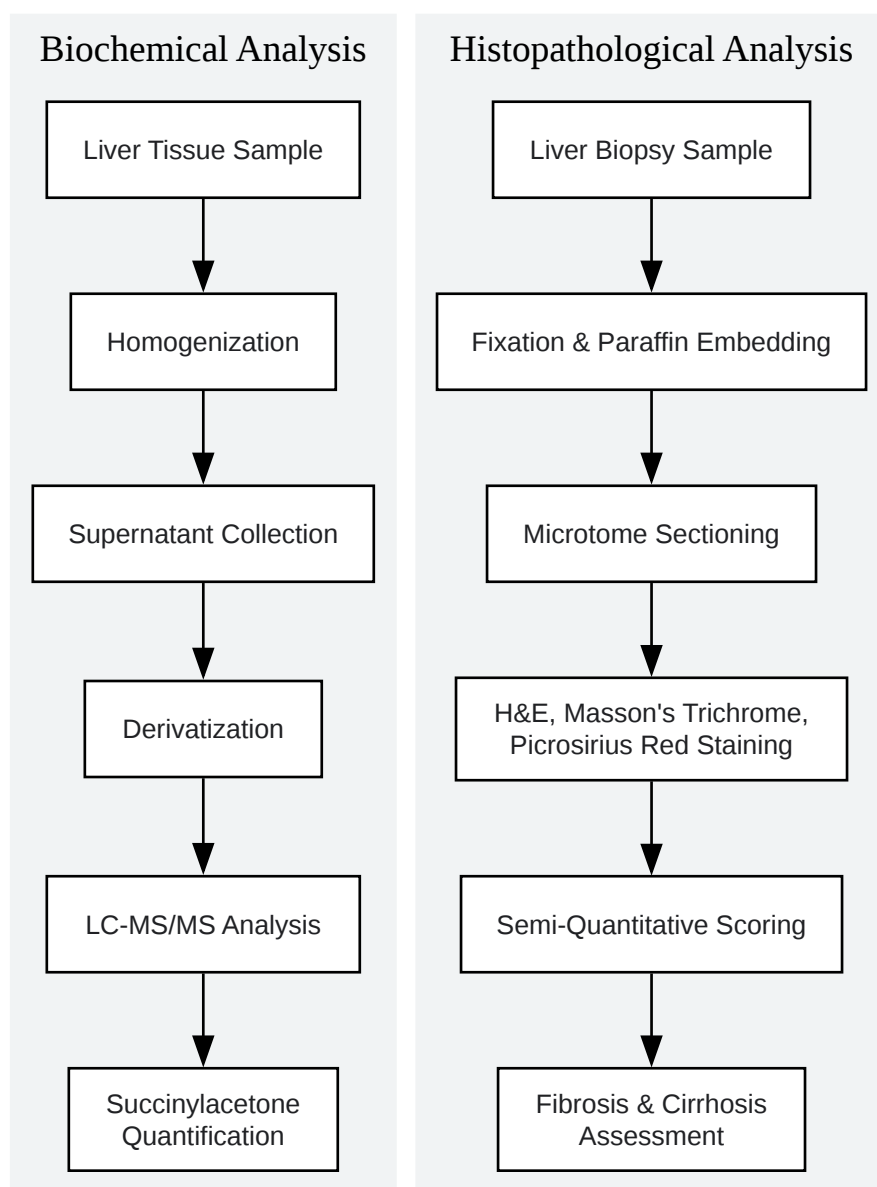 Biochemical Analysis
Liver Tissue Sample
Homogenization
Supernatant Collection
Derivatization
LC-MS/MS Analysis
Succinylacetone
Quantification
Histopathological Analysis
Liver Biopsy Sample
Fixation & Paraffin Embedding
Microtome Sectioning
H&E, Masson's Trichrome,
Picrosirius Red Staining
Semi-Quantitative Scoring
Fibrosis & Cirrhosis
Assessment